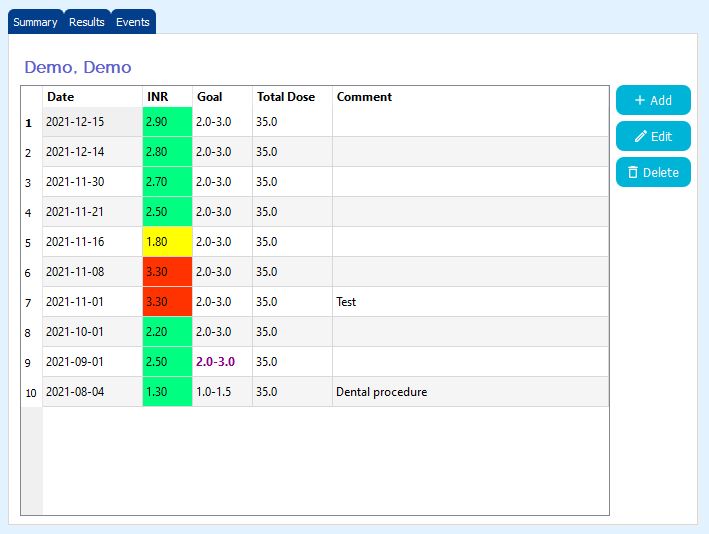 Summary Results Events
Demo, Demo
Date INR Goal Total Dose Comment
1 2021-12-15 2.90 2.0-3.0 35.0
2 2021-12-14 2.80 2.0-3.0 35.0
3 2021-11-30 2.70 2.0-3.0 35.0
4 2021-11-21 2.50 2.0-3.0 35.0
5 2021-11-16 1.80 2.0-3.0 35.0
6 2021-11-08 3.30 2.0-3.0 35.0
7 2021-11-01 3.30 2.0-3.0 35.0 Test
8 2021-10-01 2.20 2.0-3.0 35.0
9 2021-09-01 2.50 2.0-3.0 35.0
10 2021-08-04 1.30 1.0-1.5 35.0 Dental procedure
Add
Edit
Delete